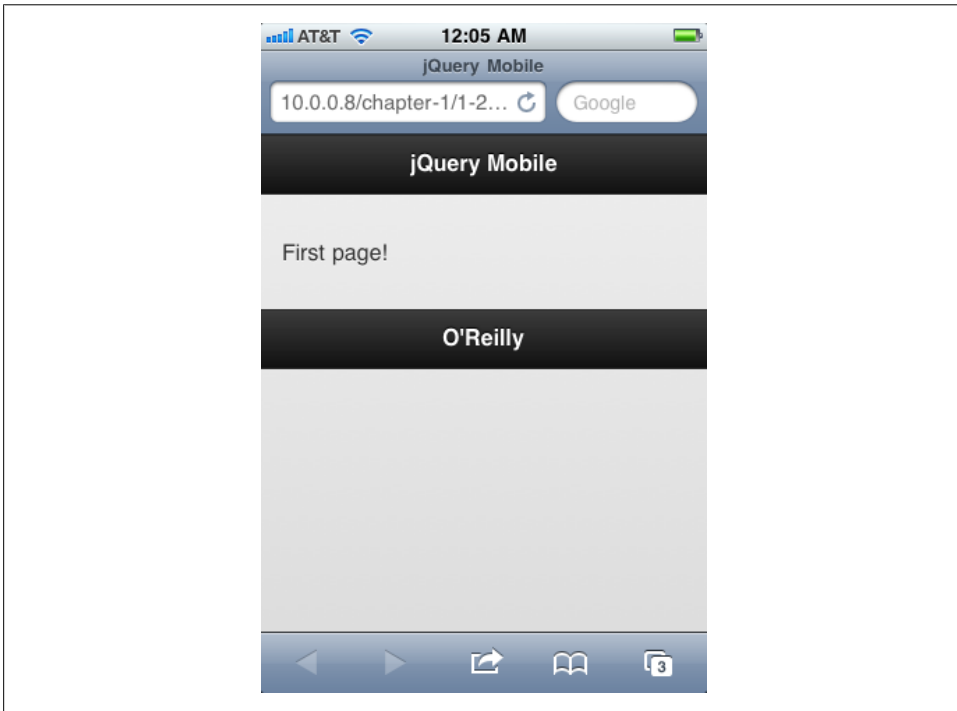 AT&T 12:05 AM
jQuery Mobile
10.0.0.8/chapter-1/1-2... Google
jQuery Mobile
First page!
O'Reilly
3